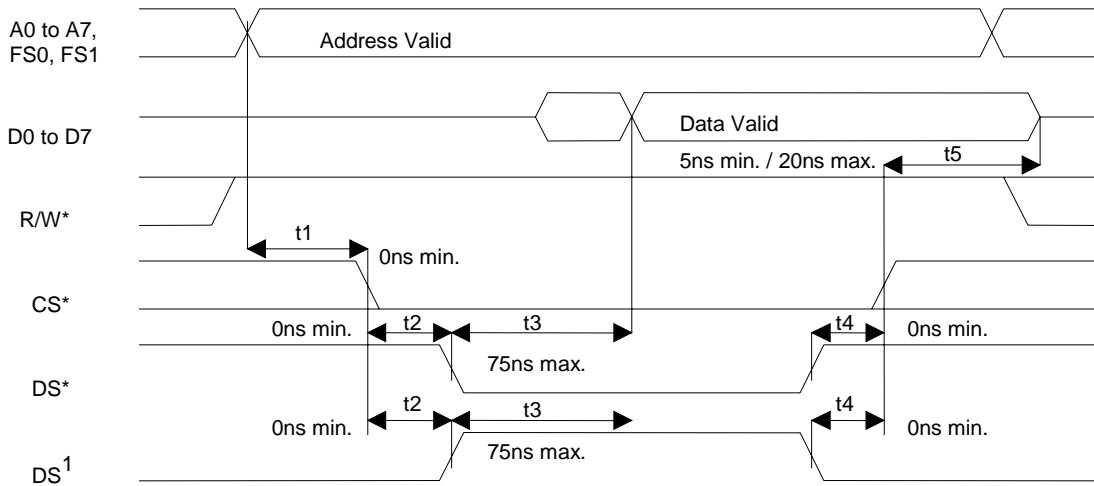 A0 to A7,
FS0, FS1
Address Valid
D0 to D7
Data Valid
5ns min. / 20ns max.
t5
R/W*
t1
0ns min.
CS*
0ns min.
t2
t3
t4
0ns min.
75ns max.
DS*
0ns min.
t2
t3
t4
0ns min.
75ns max.
DS1